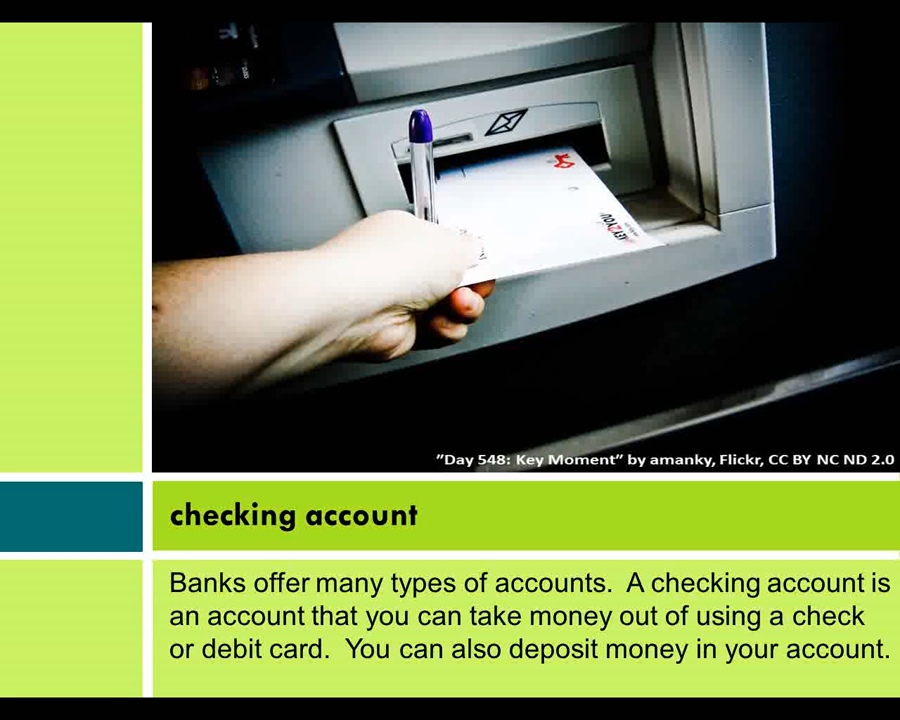 KEY2YOU
"Day 548: Key Moment" by amanky, Flickr, CC BY NC ND 2.0
checking account
Banks offer many types of accounts. A checking account is
an account that you can take money out of using a check
or debit card. You can also deposit money in your account.